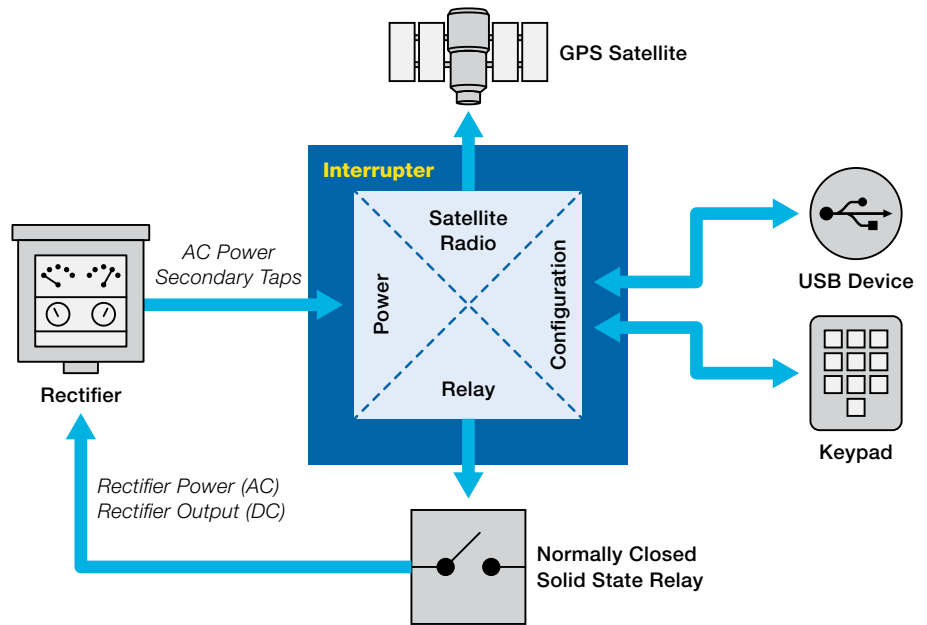 GPS Satellite
Interrupter
Satellite
Radio
AC Power
Secondary Taps
Power
Configuration
Relay
USB Device
Rectifier
Keypad
Rectifier Power (AC)
Rectifier Output (DC)
Normally Closed
Solid State Relay